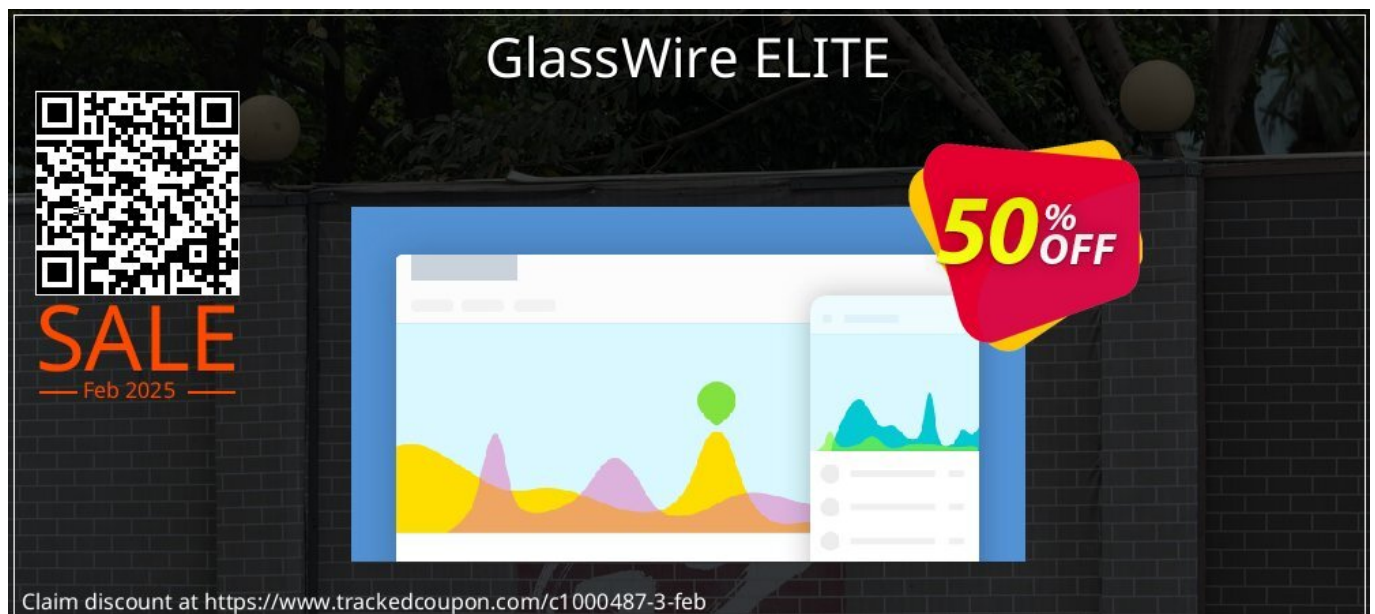 GlassWire ELITE
50% OFF
SALE
Feb 2025
Claim discount at https://www.trackedcoupon.com/c1000487-3-feb